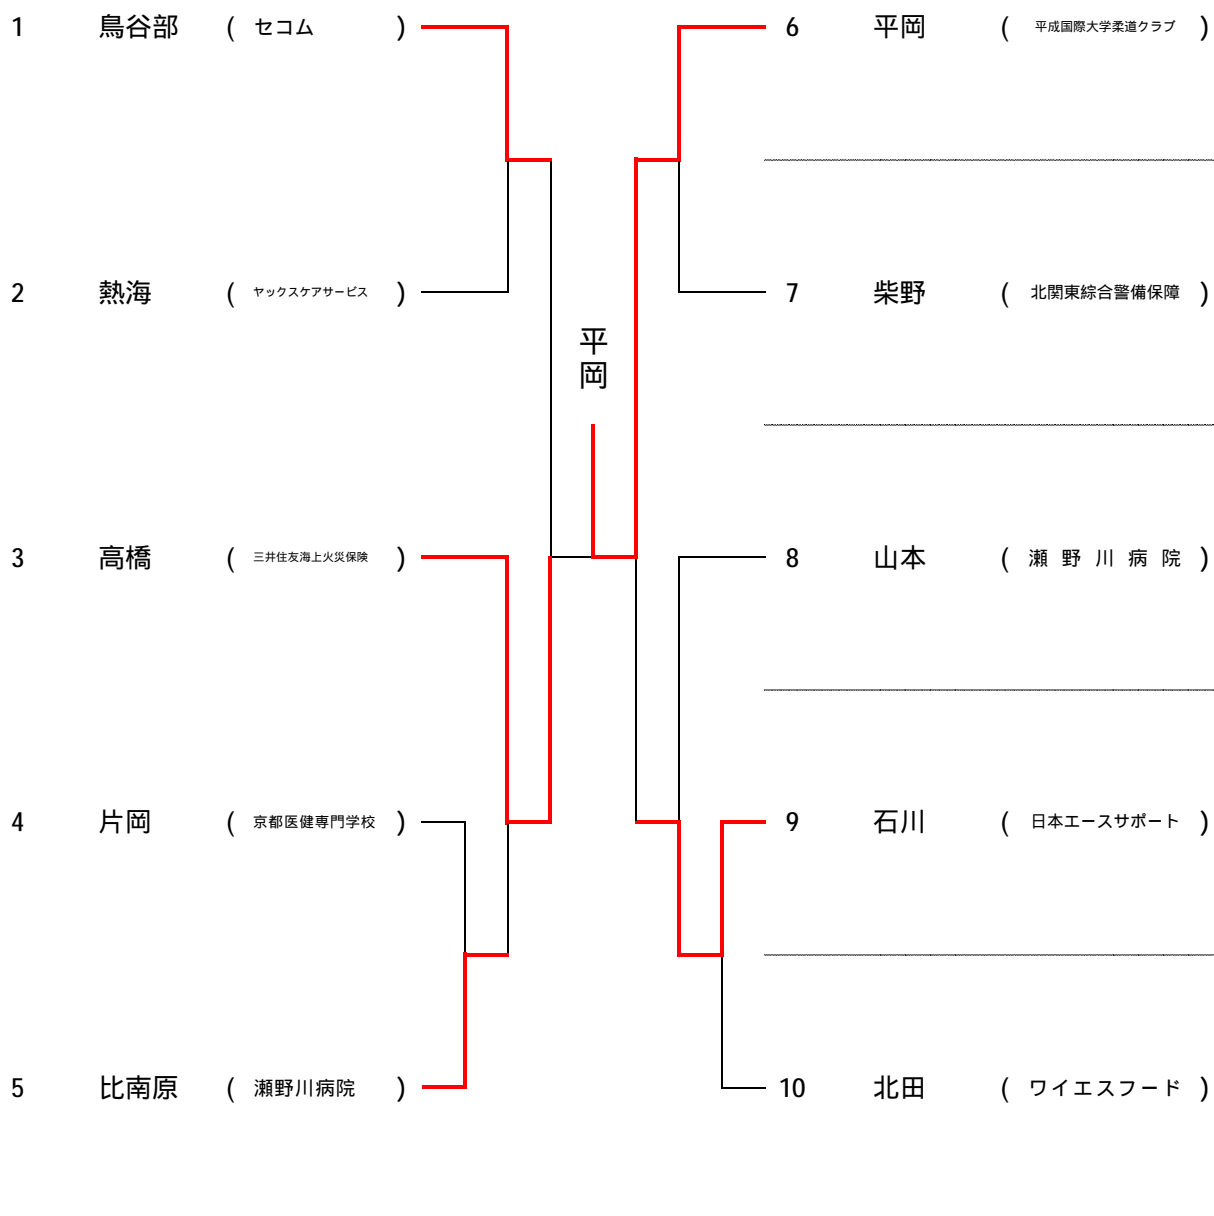 1 鳥谷部 ( セコム )
2 熱海 ( ヤックスケアサービス )
3 高橋 ( 三井住友海上火災保険 )
4 片岡 ( 京都医健専門学校 )
5 比南原 ( 瀬野川病院 )
平岡
6 平岡 ( 平成国際大学柔道クラブ )
7 柴野 ( 北関東綜合警備保障 )
8 山本 ( 瀬野川病院 )
9 石川 ( 日本エースサポート )
10 北田 ( ワイエスフード )